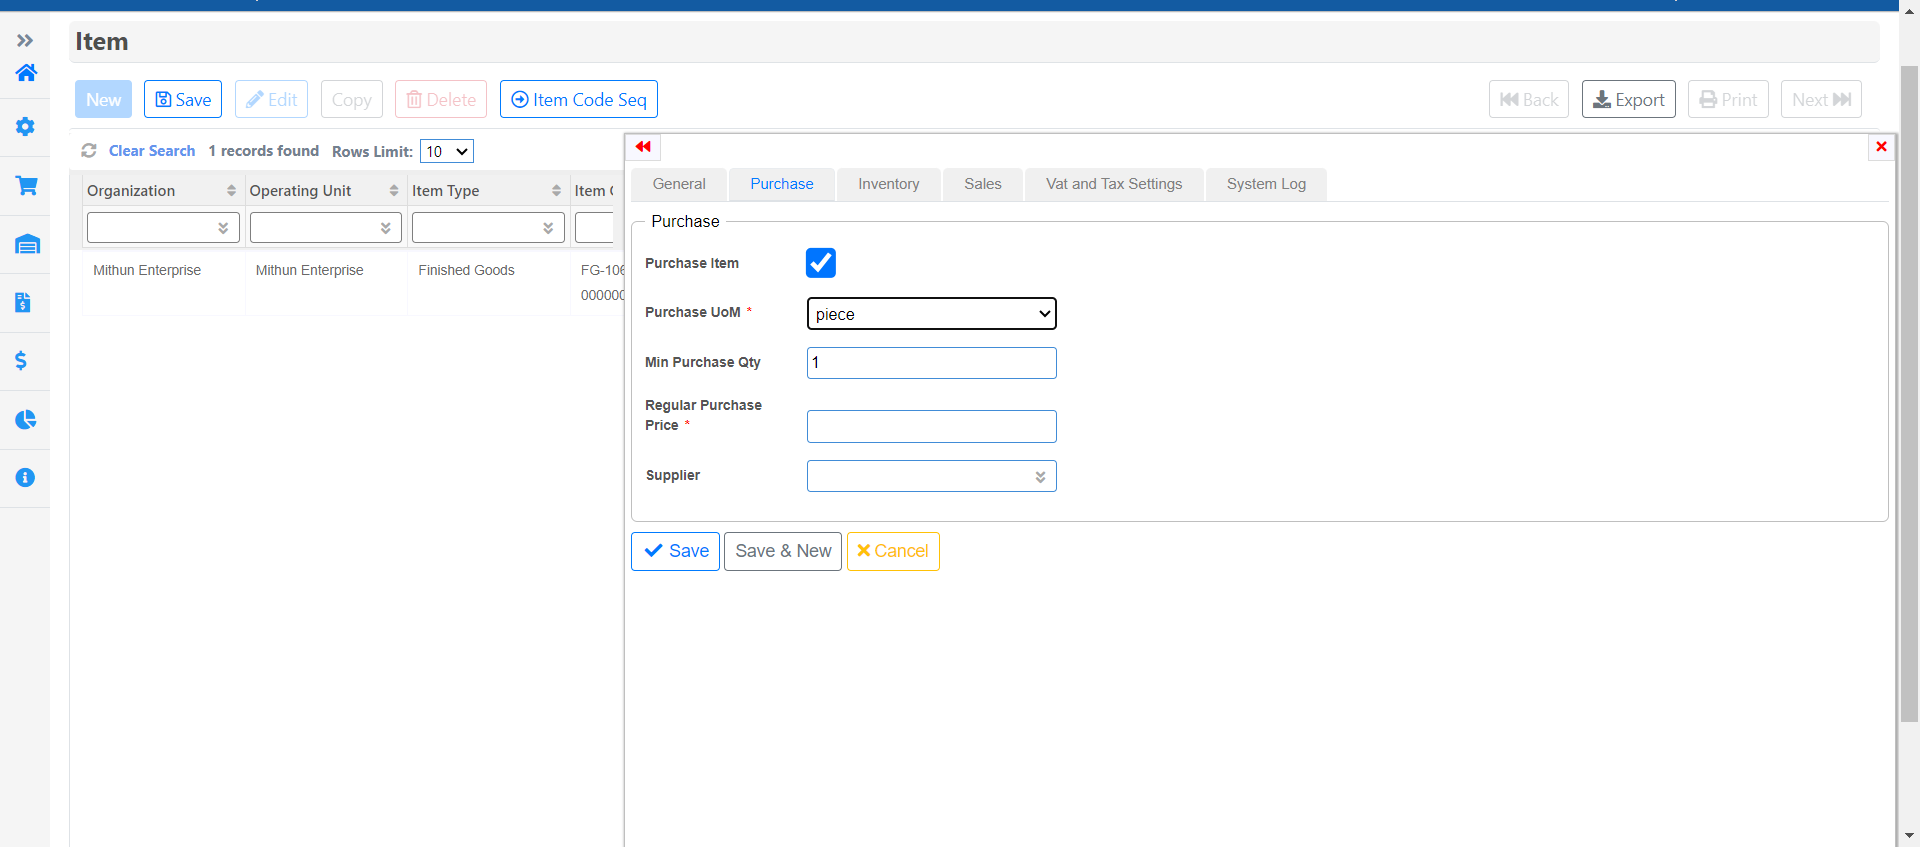 Item
New
Save
Edit
Copy
Delete
Item Code Seq
Back
Export
Print
Next
Clear Search
1 records found
Rows Limit:
10
Organization
Operating Unit
Item Type
Item
Mithun Enterprise
Mithun Enterprise
Finished Goods
FG-106
000000
General
Purchase
Inventory
Sales
Vat and Tax Settings
System Log
Purchase
Purchase Item
Purchase UoM *
piece
Min Purchase Qty
1
Regular Purchase
Price *
Supplier
Save
Save & New
Cancel